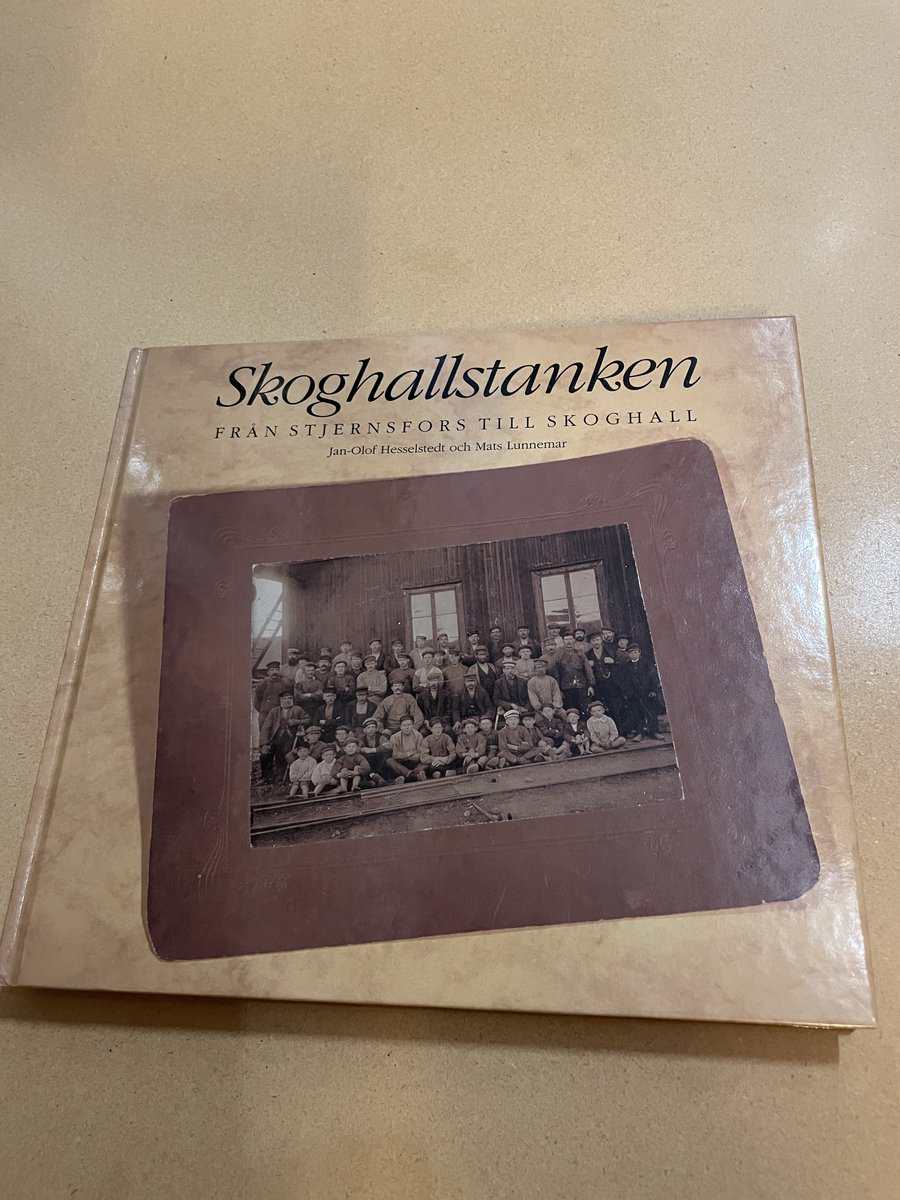 Skoghallstanken
FRÅN STJERNSFORS TILL SKOGHALL
Jan-Olof Hesselstedt och Mats Lunnemar